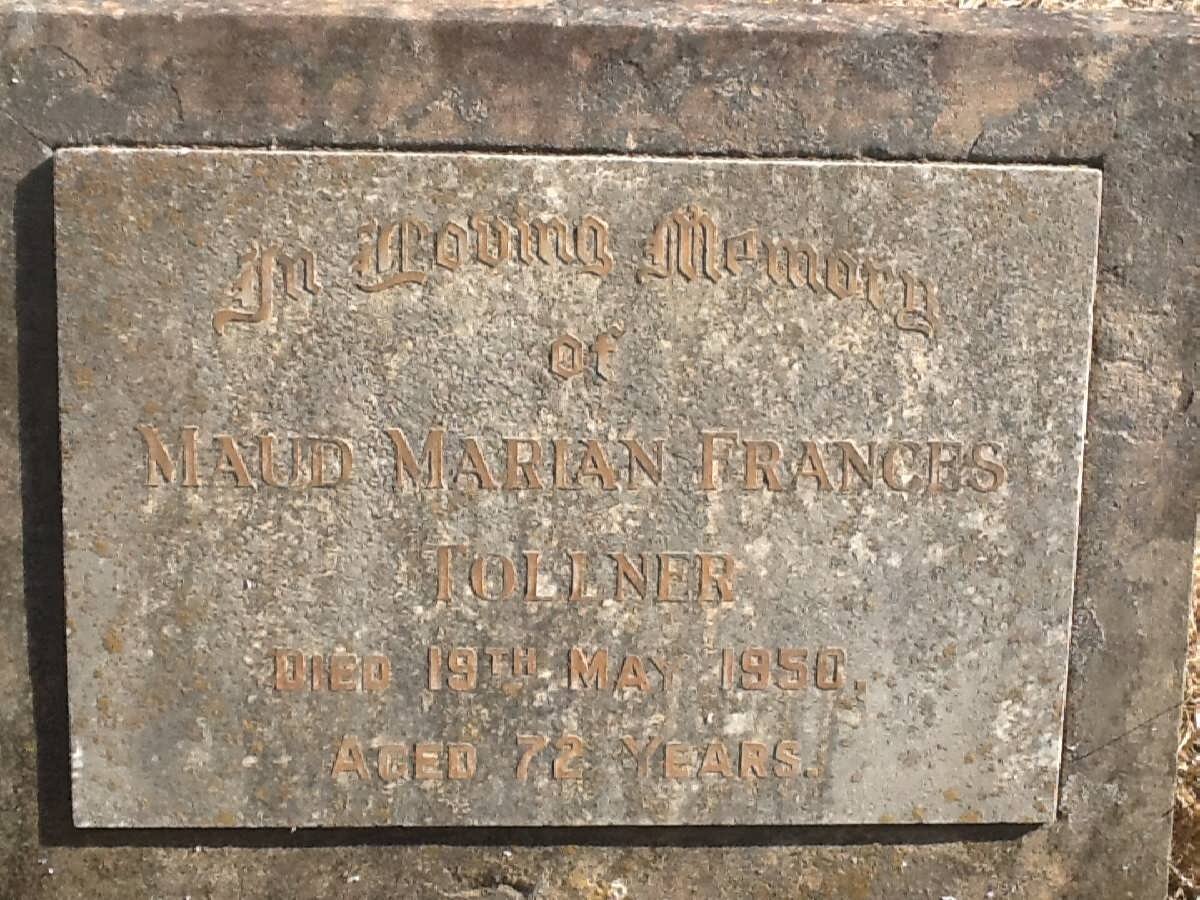 In Loving Memory
of
MAUD MARIAN FRANCES
TOLLNER
DIED 19TH MAY 1950.
AGED 72 YEARS.